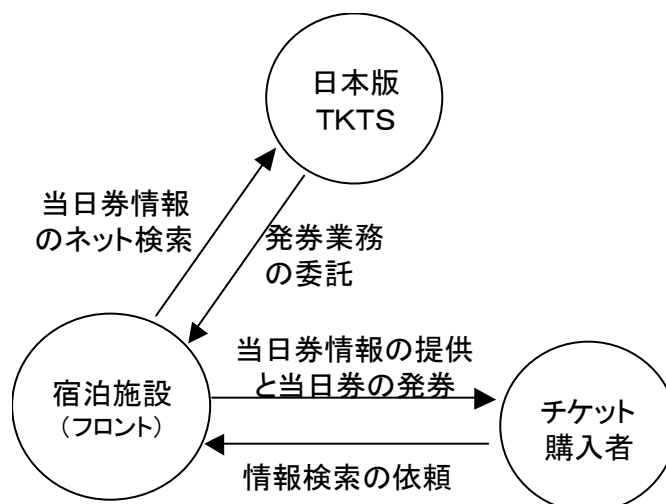 日本版
TKTS
当日券情報
のネット検索
発券業務
の委託
当日券情報の提供
と当日券の発券
宿泊施設
（フロント）
チケット
購入者
情報検索の依頼